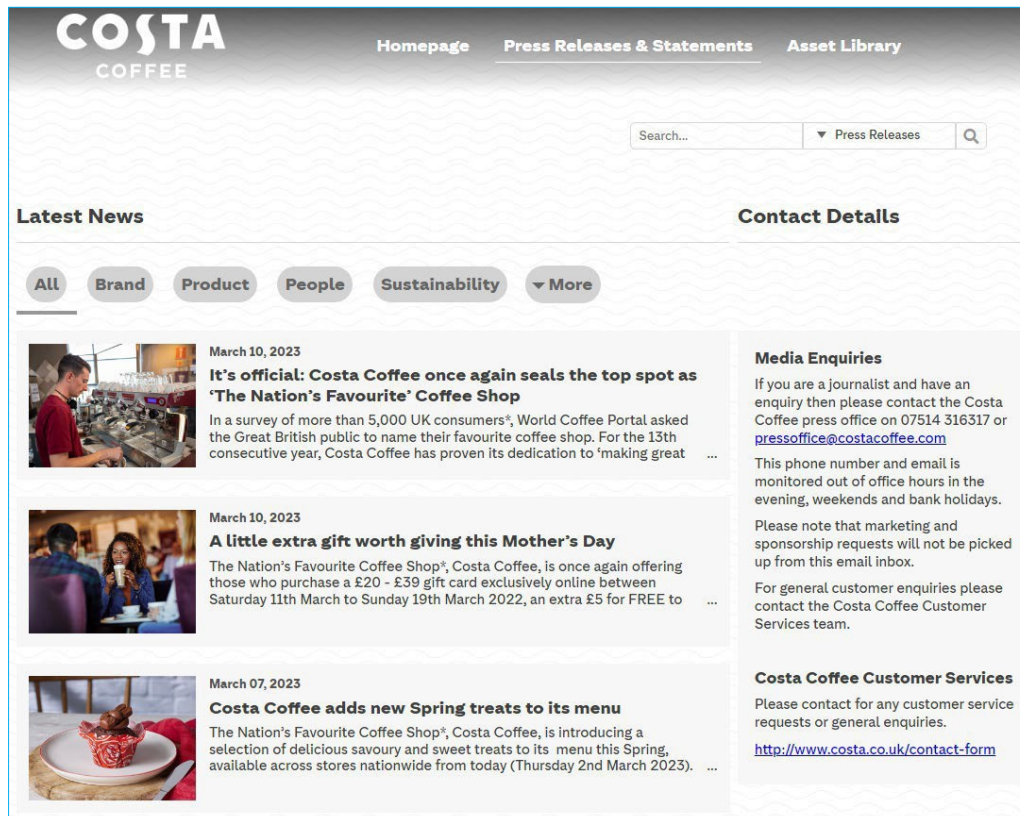 COSTA
COFFEE
Homepage Press Releases & Statements Asset Library
Search... Press Releases
Latest News
All Brand Product People Sustainability More
March 10, 2023
It's official: Costa Coffee once again seals the top spot as
‘The Nation's Favourite’ Coffee Shop
In a survey of more than 5,000 UK consumers*, World Coffee Portal asked
the Great British public to name their favourite coffee shop. For the 13th
consecutive year, Costa Coffee has proven its dedication to ‘making great ...
March 10, 2023
A little extra gift worth giving this Mother's Day
The Nation's Favourite Coffee Shop*, Costa Coffee, is once again offering
those who purchase a £20 - £39 gift card exclusively online between
Saturday 11th March to Sunday 19th March 2022, an extra £5 for FREE to ...
March 07, 2023
Costa Coffee adds new Spring treats to its menu
The Nation's Favourite Coffee Shop*, Costa Coffee, is introducing a
selection of delicious savoury and sweet treats to its menu this Spring,
available across stores nationwide from today (Thursday 2nd March 2023). ...
Contact Details
Media Enquiries
If you are a journalist and have an
enquiry then please contact the Costa
Coffee press office on 07514 316317 or
pressoffice@costacoffee.com
This phone number and email is
monitored out of office hours in the
evening, weekends and bank holidays.
Please note that marketing and
sponsorship requests will not be picked
up from this email inbox.
For general customer enquiries please
contact the Costa Coffee Customer
Services team.
Costa Coffee Customer Services
Please contact for any customer service
requests or general enquiries.
http://www.costa.co.uk/contact-form